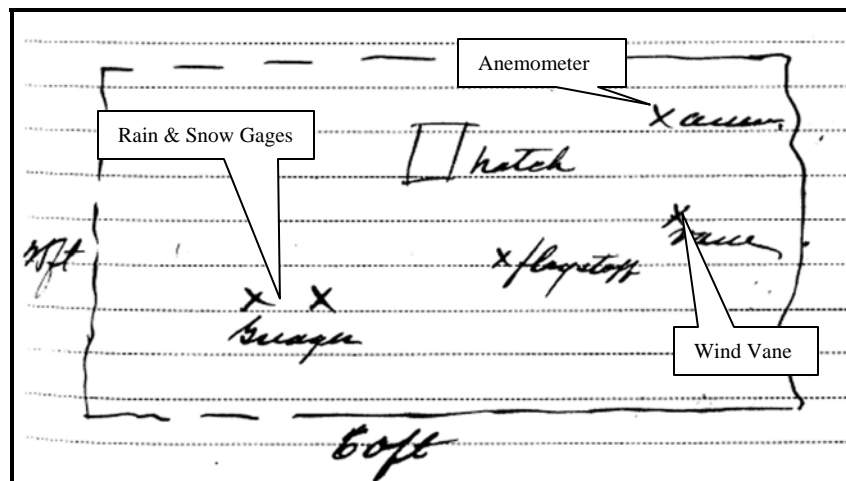 Anemometer
anem.
Rain & Snow Gages
hatch
vane
flagstaff
Guages
Wind Vane
60ft